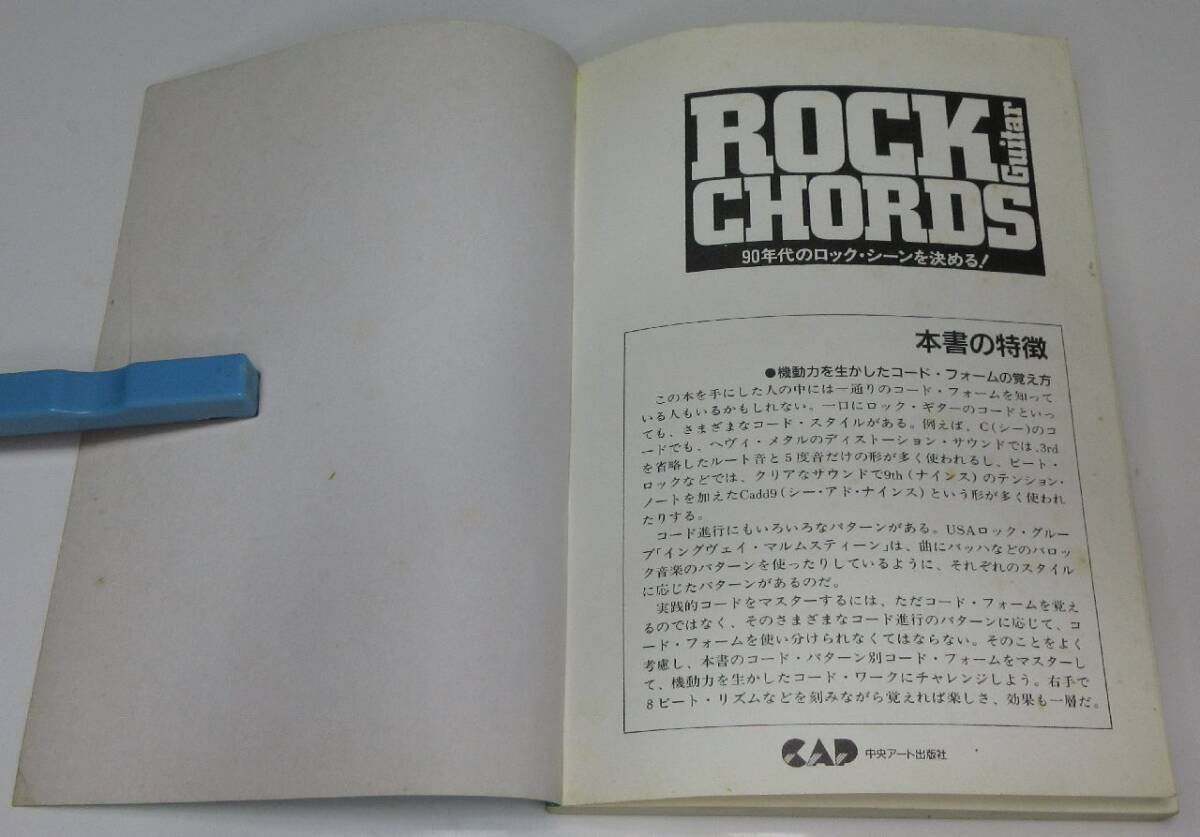 ROCK
Guitar
CHORDS
90年代のロック・シーンを決める!
本書の特徴
●機動力を生かしたコード・フォームの覚え方
この本を手にした人の中には一通りのコード・フォームを知って
いる人もいるかもしれない。一口にロック・ギターのコードといっ
ても、さまざまなコード・スタイルがある。例えば、C(シー)のコ
ードでも、ヘヴィ・メタルのディストーション・サウンドでは、3rd
を省略したルート音と5度音だけの形が多く使われるし、ビート・
ロックなどでは、クリアなサウンドで9th(ナインス)のテンション・
ノートを加えたCadd9(シー・アド・ナインス)という形が多く使われ
たりする。
コード進行にもいろいろなパターンがある。USAロック・グルー
プ「イングヴェイ・マルムスティーン」は、曲にバッハなどのバロッ
ク音楽のパターンを使ったりしているように、それぞれのスタイル
に応じたパターンがあるのだ。
実践的コードをマスターするには、ただコード・フォームを覚え
るのではなく、そのさまざまなコード進行のパターンに応じて、コ
ード・フォームを使い分けられなくてはならない。そのことをよく
考慮し、本書のコード・パターン別コード・フォームをマスターし
て、機動力を生かしたコード・ワークにチャレンジしよう。右手で
8ビート・リズムなどを刻みながら覚えれば楽しさ、効果も一層だ。
CAP 中央アート出版社